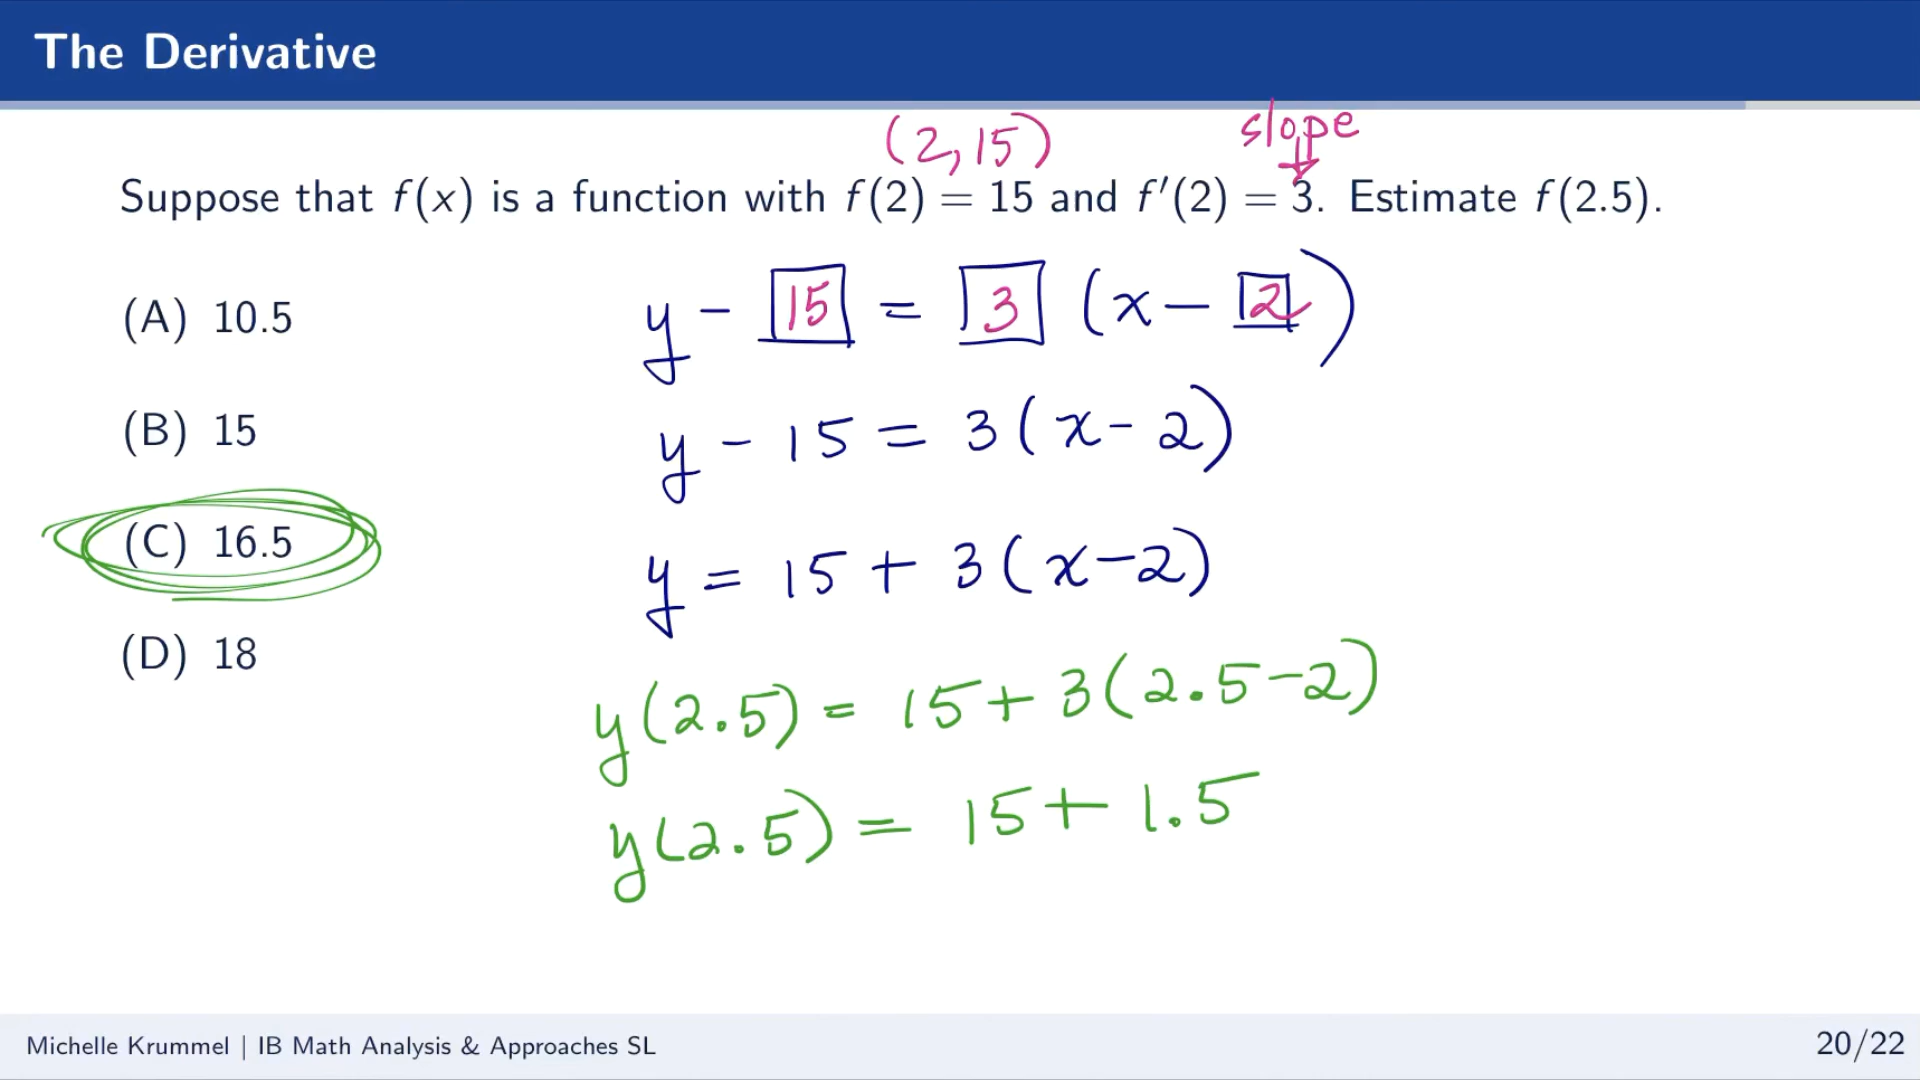 The Derivative
(2,15)
slope
Suppose that f(x) is a function with f(2) = 15 and f′(2) = 3. Estimate f(2.5).
(A) 10.5
(B) 15
(C) 16.5
(D) 18
y - 15 = 3 (x - 2)
y - 15 = 3(x - 2)
y = 15 + 3(x-2)
y(2.5) = 15 + 3(2.5-2)
y(2.5) = 15 + 1.5
Michelle Krummel | IB Math Analysis & Approaches SL
20/22